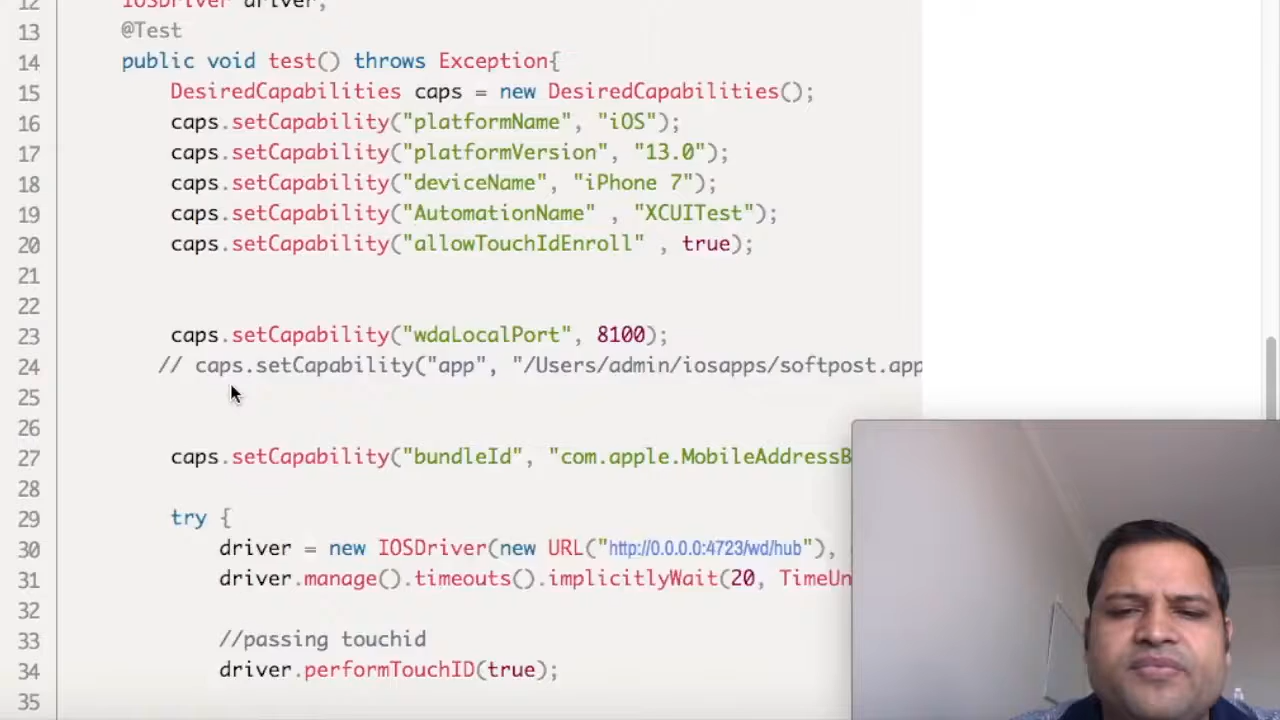 12 IOSDriver driver;
13 @Test
14 public void test() throws Exception{
15 DesiredCapabilities caps = new DesiredCapabilities();
16 caps.setCapability("platformName", "iOS");
17 caps.setCapability("platformVersion", "13.0");
18 caps.setCapability("deviceName", "iPhone 7");
19 caps.setCapability("AutomationName" , "XCUITest");
20 caps.setCapability("allowTouchIdEnroll" , true);
21
22
23 caps.setCapability("wdaLocalPort", 8100);
24 // caps.setCapability("app", "/Users/admin/iosapps/softpost.app
25
26
27 caps.setCapability("bundleId", "com.apple.MobileAddressB
28
29 try {
30 driver = new IOSDriver(new URL("http://0.0.0.0:4723/wd/hub"),
31 driver.manage().timeouts().implicitlyWait(20, TimeUn
32
33 //passing touchid
34 driver.performTouchID(true);
35